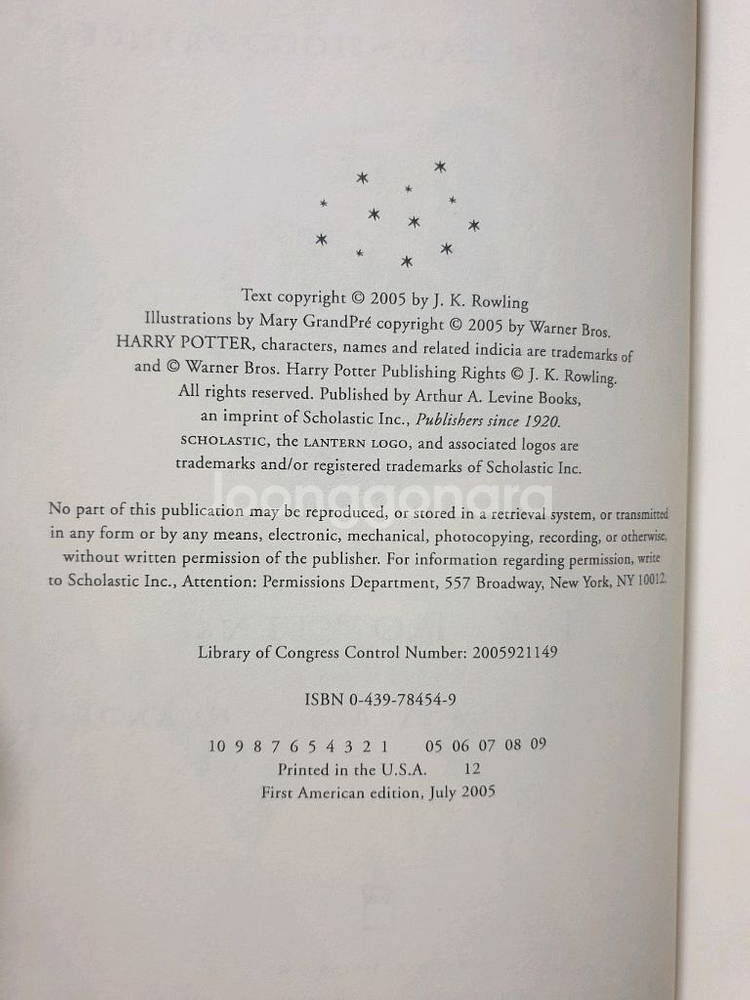 Text copyright © 2005 by J. K. Rowling
Illustrations by Mary GrandPré copyright © 2005 by Warner Bros.
HARRY POTTER, characters, names and related indicia are trademarks of
and © Warner Bros. Harry Potter Publishing Rights © J. K. Rowling.
All rights reserved. Published by Arthur A. Levine Books,
an imprint of Scholastic Inc., Publishers since 1920.
SCHOLASTIC, the LANTERN LOGO, and associated logos are
trademarks and/or registered trademarks of Scholastic Inc.
loonggongra
No part of this publication may be reproduced, or stored in a retrieval system, or transmitted
in any form or by any means, electronic, mechanical, photocopying, recording, or otherwise,
without written permission of the publisher. For information regarding permission, write
to Scholastic Inc., Attention: Permissions Department, 557 Broadway, New York, NY 10012.
Library of Congress Control Number: 2005921149
ISBN 0-439-78454-9
10 9 8 7 6 5 4 3 2 1 05 06 07 08 09
Printed in the U.S.A. 12
First American edition, July 2005